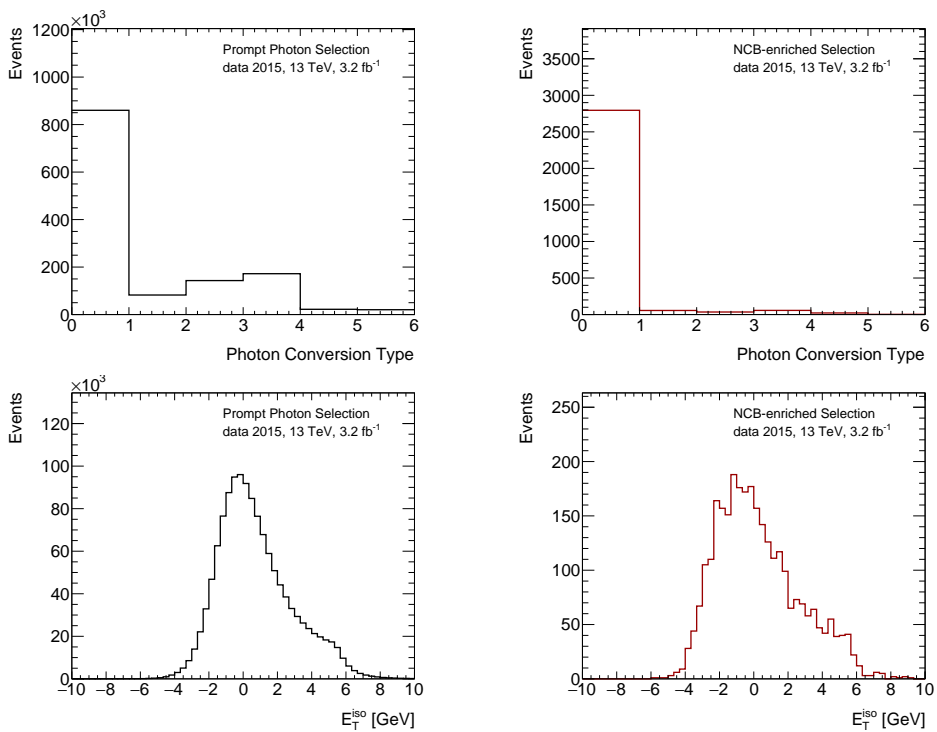 ×10³
Events
1200
1000
800
600
400
200
0
0 1 2 3 4 5 6
Photon Conversion Type
Prompt Photon Selection
data 2015, 13 TeV, 3.2 fb⁻¹
Events
3500
3000
2500
2000
1500
1000
500
0
0 1 2 3 4 5 6
Photon Conversion Type
NCB-enriched Selection
data 2015, 13 TeV, 3.2 fb⁻¹
×10³
Events
120
100
80
60
40
20
0
−10 −8 −6 −4 −2 0 2 4 6 8 10
E_T^iso [GeV]
Prompt Photon Selection
data 2015, 13 TeV, 3.2 fb⁻¹
Events
250
200
150
100
50
0
−10 −8 −6 −4 −2 0 2 4 6 8 10
E_T^iso [GeV]
NCB-enriched Selection
data 2015, 13 TeV, 3.2 fb⁻¹